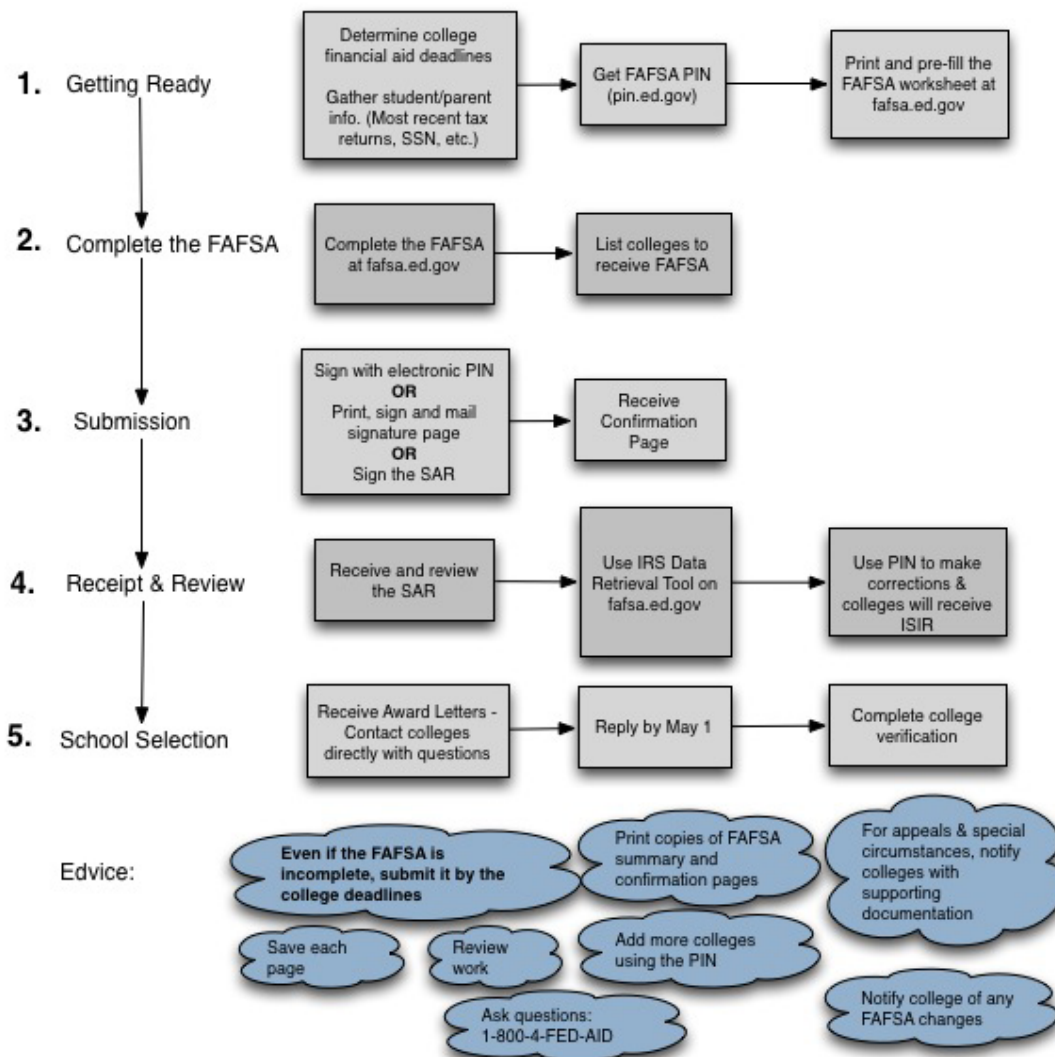 1. Getting Ready
Determine college
financial aid deadlines
Gather student/parent
info. (Most recent tax
returns, SSN, etc.)
Get FAFSA PIN
(pin.ed.gov)
Print and pre-fill the
FAFSA worksheet at
fafsa.ed.gov
2. Complete the FAFSA
Complete the FAFSA
at fafsa.ed.gov
List colleges to
receive FAFSA
3. Submission
Sign with electronic PIN
OR
Print, sign and mail
signature page
OR
Sign the SAR
Receive
Confirmation
Page
4. Receipt & Review
Receive and review
the SAR
Use IRS Data
Retrieval Tool on
fafsa.ed.gov
Use PIN to make
corrections &
colleges will receive
ISIR
5. School Selection
Receive Award Letters -
Contact colleges
directly with questions
Reply by May 1
Complete college
verification
Edvice:
Even if the FAFSA is
incomplete, submit it by the
college deadlines
Print copies of FAFSA
summary and
confirmation pages
For appeals & special
circumstances, notify
colleges with
supporting
documentation
Save each
page
Review
work
Add more colleges
using the PIN
Ask questions:
1-800-4-FED-AID
Notify college of any
FAFSA changes